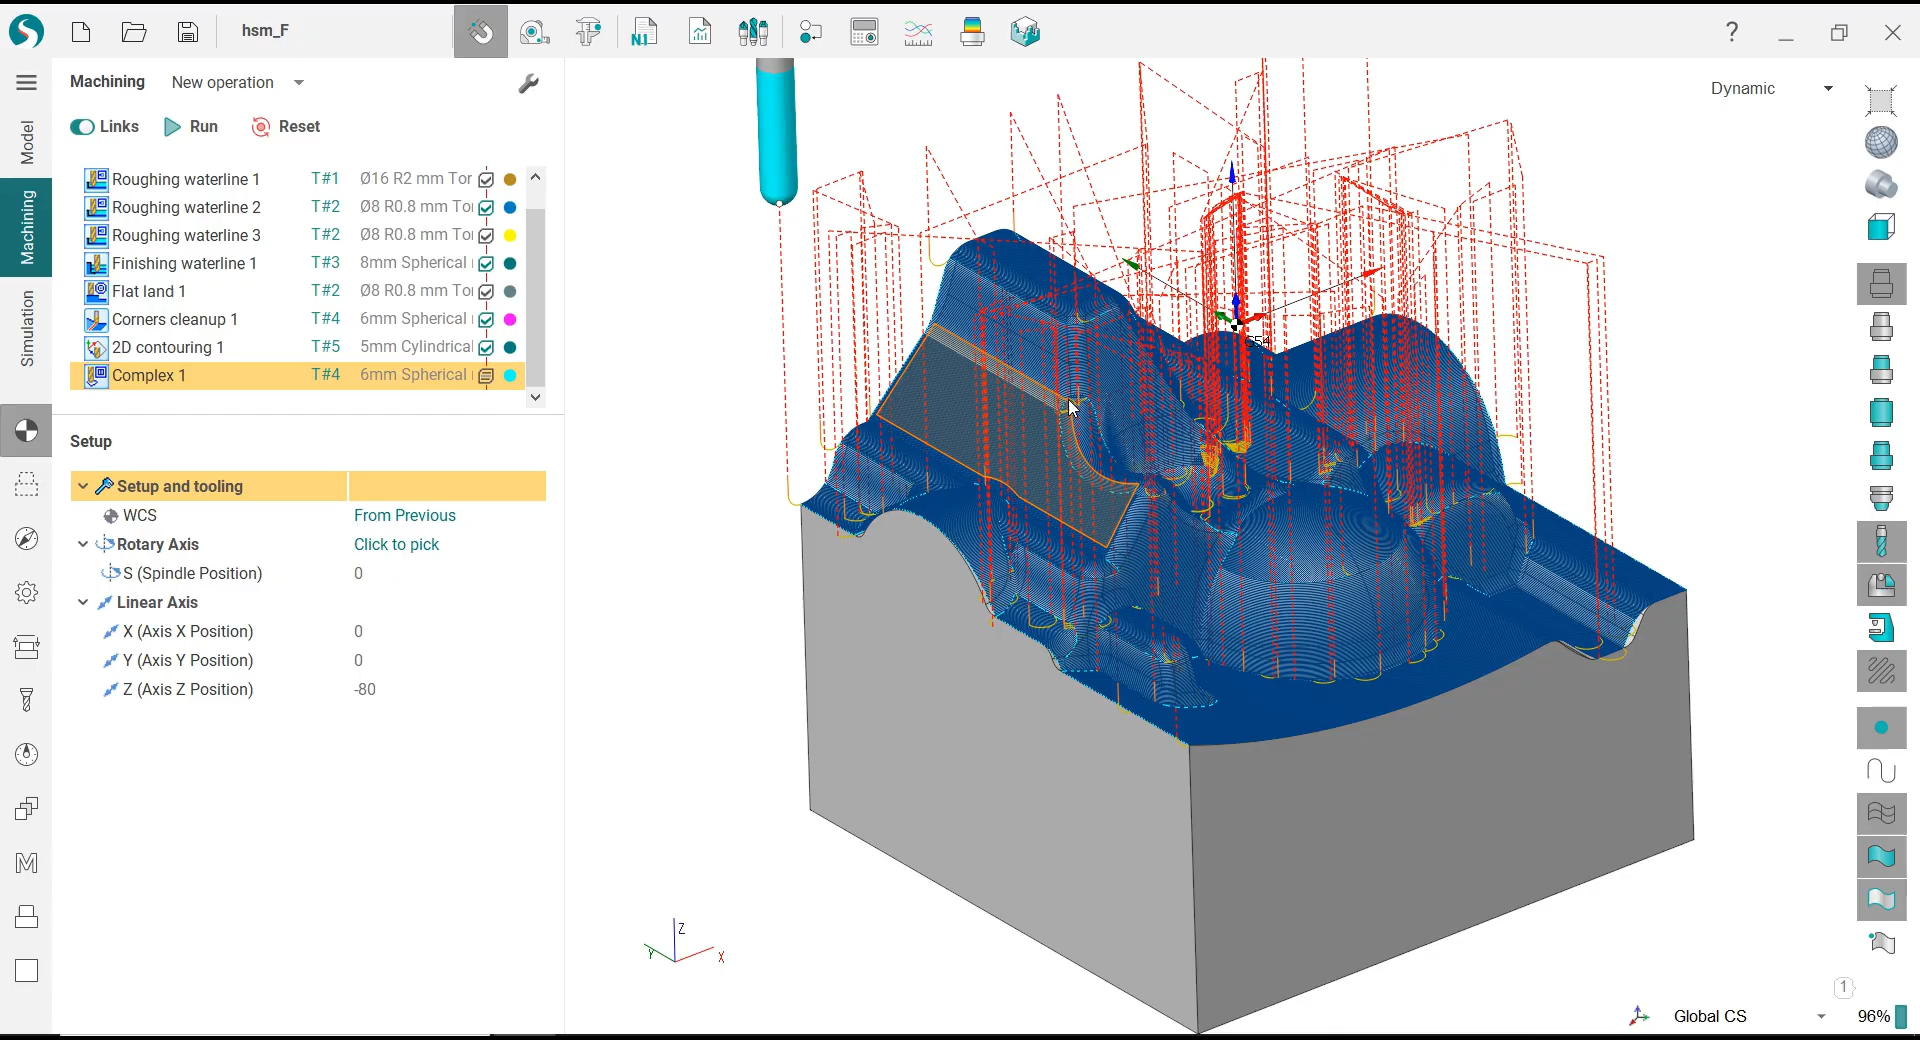 hsm_F
N1
?
Machining New operation
Links Run Reset
Model
Machining
Simulation
Roughing waterline 1 T#1 Ø16 R2 mm Tor
Roughing waterline 2 T#2 Ø8 R0.8 mm Tor
Roughing waterline 3 T#2 Ø8 R0.8 mm Tor
Finishing waterline 1 T#3 8mm Spherical
Flat land 1 T#2 Ø8 R0.8 mm Tor
Corners cleanup 1 T#4 6mm Spherical
2D contouring 1 T#5 5mm Cylindrical
Complex 1 T#4 6mm Spherical
Setup
Setup and tooling
WCS From Previous
Rotary Axis Click to pick
S (Spindle Position) 0
Linear Axis
X (Axis X Position) 0
Y (Axis Y Position) 0
Z (Axis Z Position) -80
M
Dynamic
G54
Z
Y
X
1
Global CS 96%